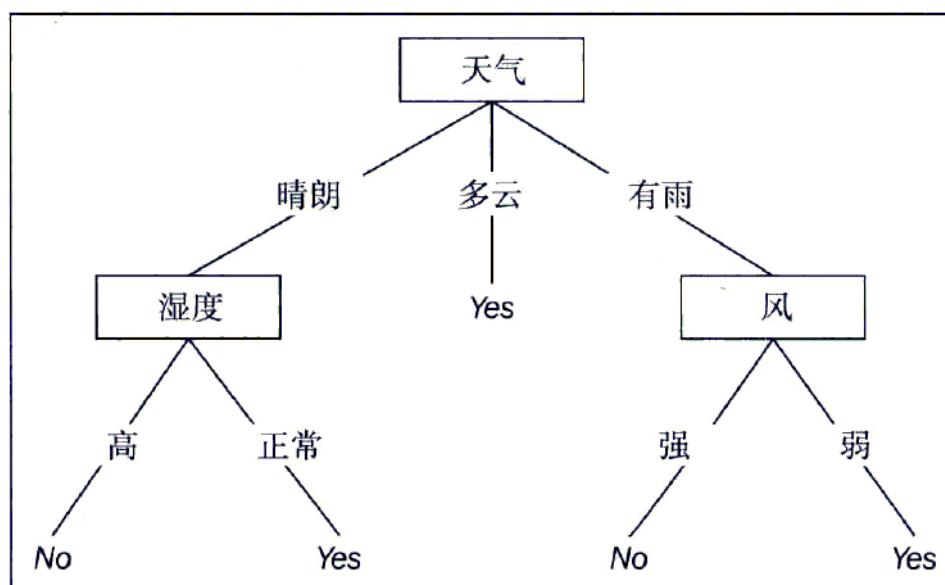 天气
晴朗 多云 有雨
湿度 Yes 风
高 正常 强 弱
No Yes No Yes